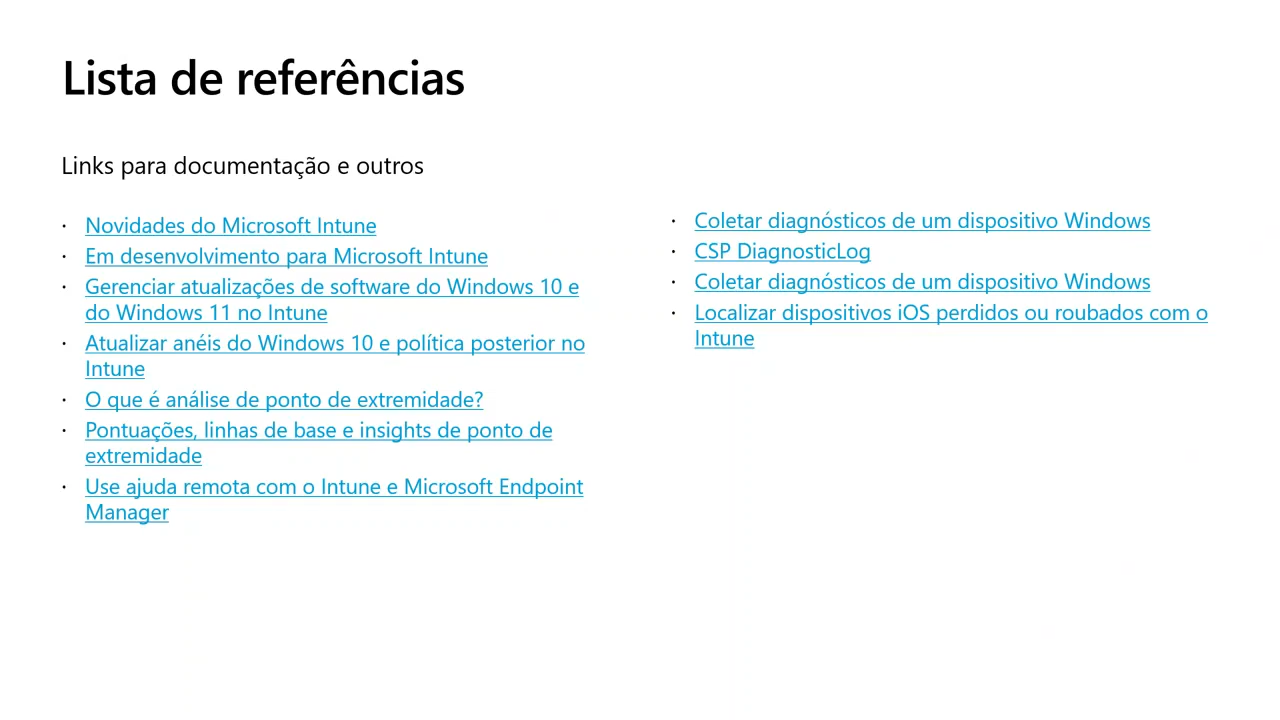 Lista de referências
Links para documentação e outros
· Novidades do Microsoft Intune
· Em desenvolvimento para Microsoft Intune
· Gerenciar atualizações de software do Windows 10 e
do Windows 11 no Intune
· Atualizar anéis do Windows 10 e política posterior no
Intune
· O que é análise de ponto de extremidade?
· Pontuações, linhas de base e insights de ponto de
extremidade
· Use ajuda remota com o Intune e Microsoft Endpoint
Manager
· Coletar diagnósticos de um dispositivo Windows
· CSP DiagnosticLog
· Coletar diagnósticos de um dispositivo Windows
· Localizar dispositivos iOS perdidos ou roubados com o
Intune